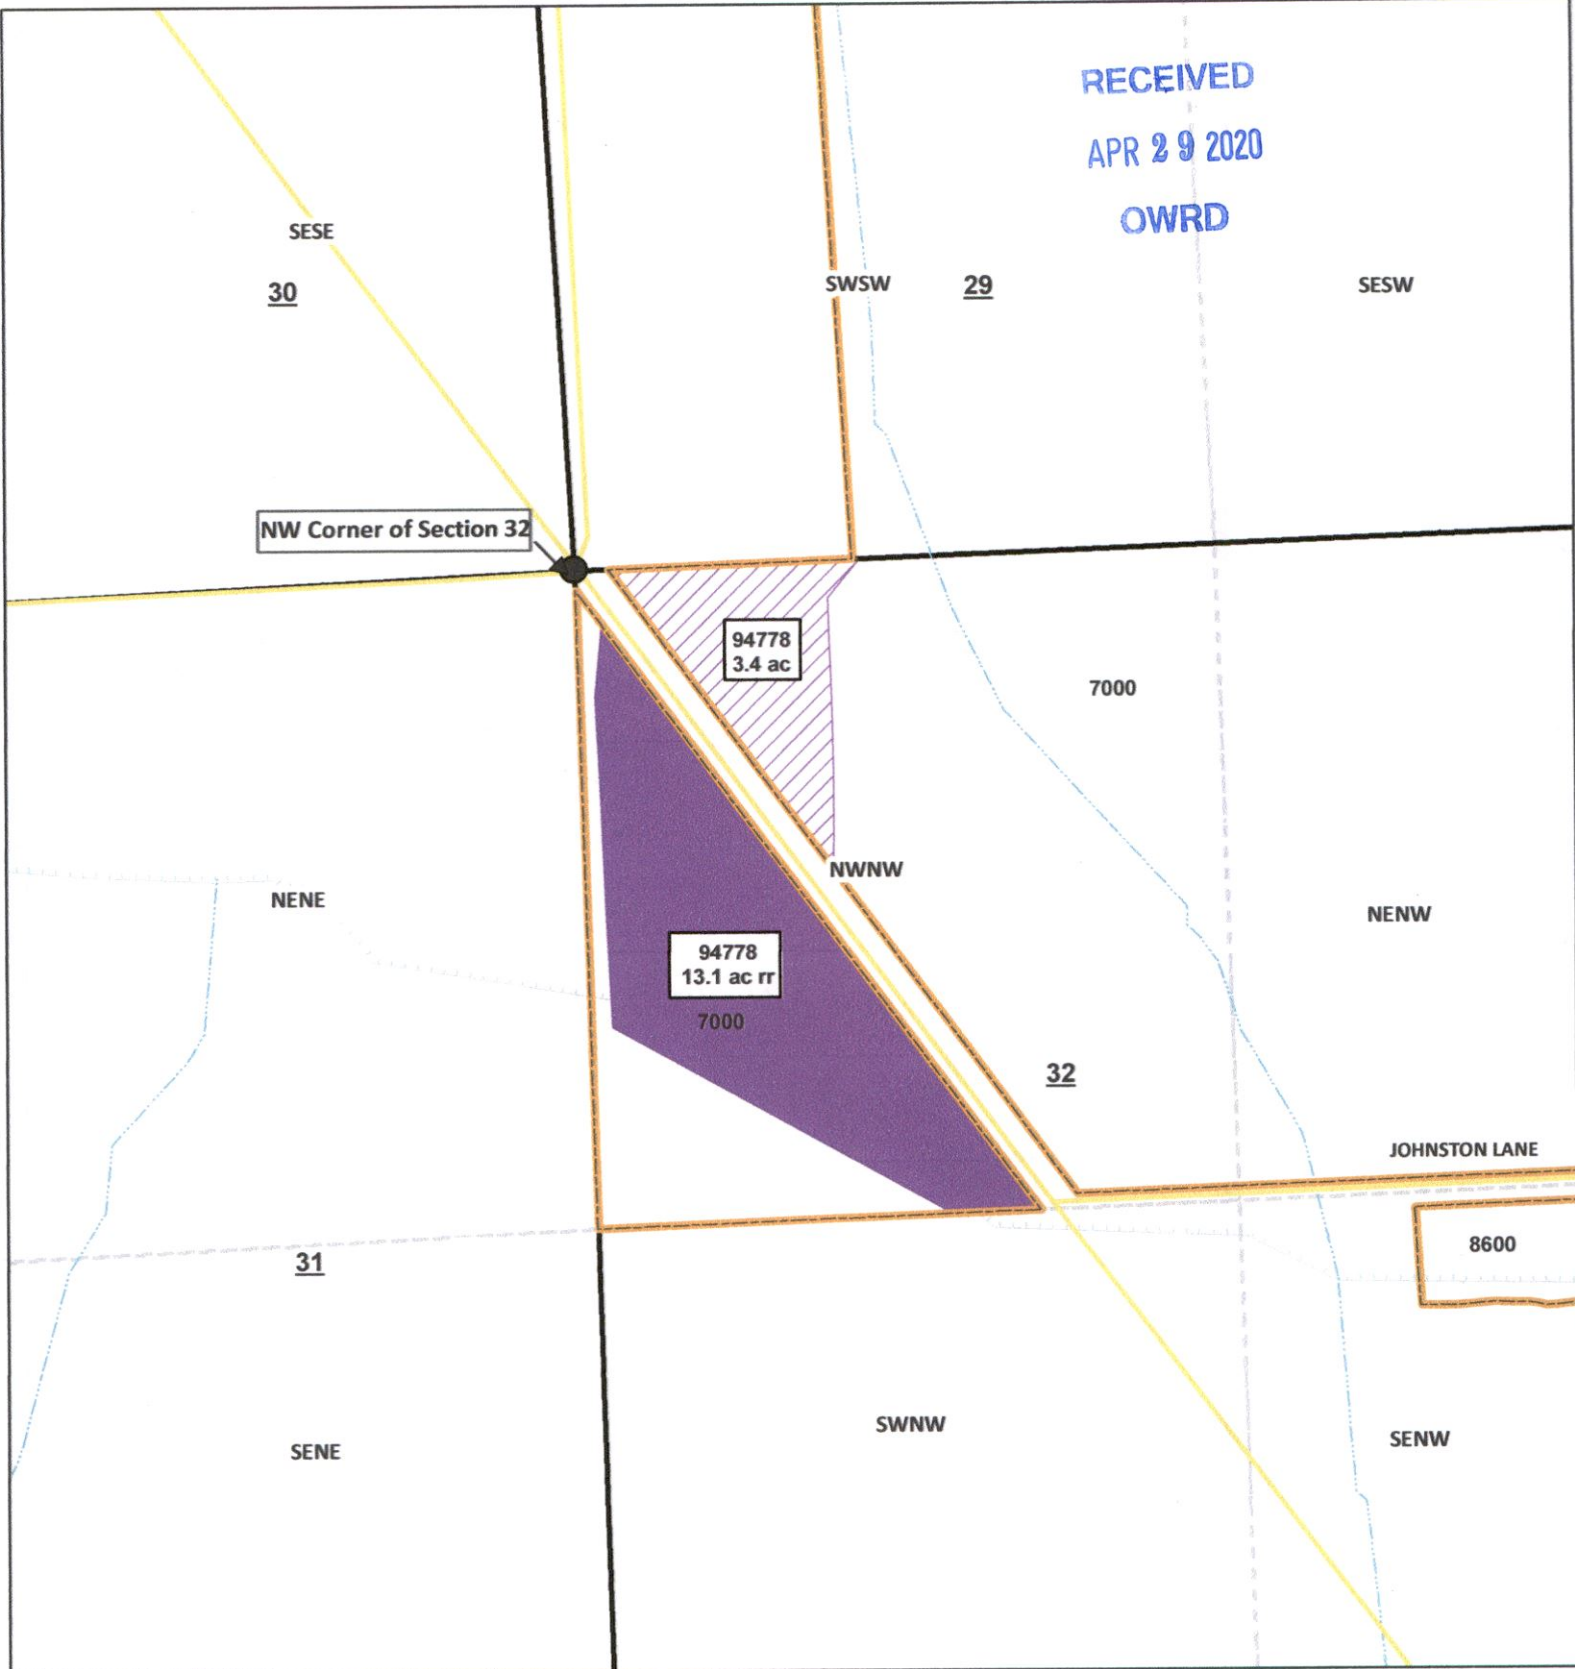 RECEIVED
APR 29 2020
OWRD
SESE
30
SWSW
29
SESW
NW Corner of Section 32
94778
3.4 ac
7000
NWNW
NENE
NENW
94778
13.1 ac rr
7000
32
JOHNSTON LANE
31
8600
SWNW
SENE
SENW